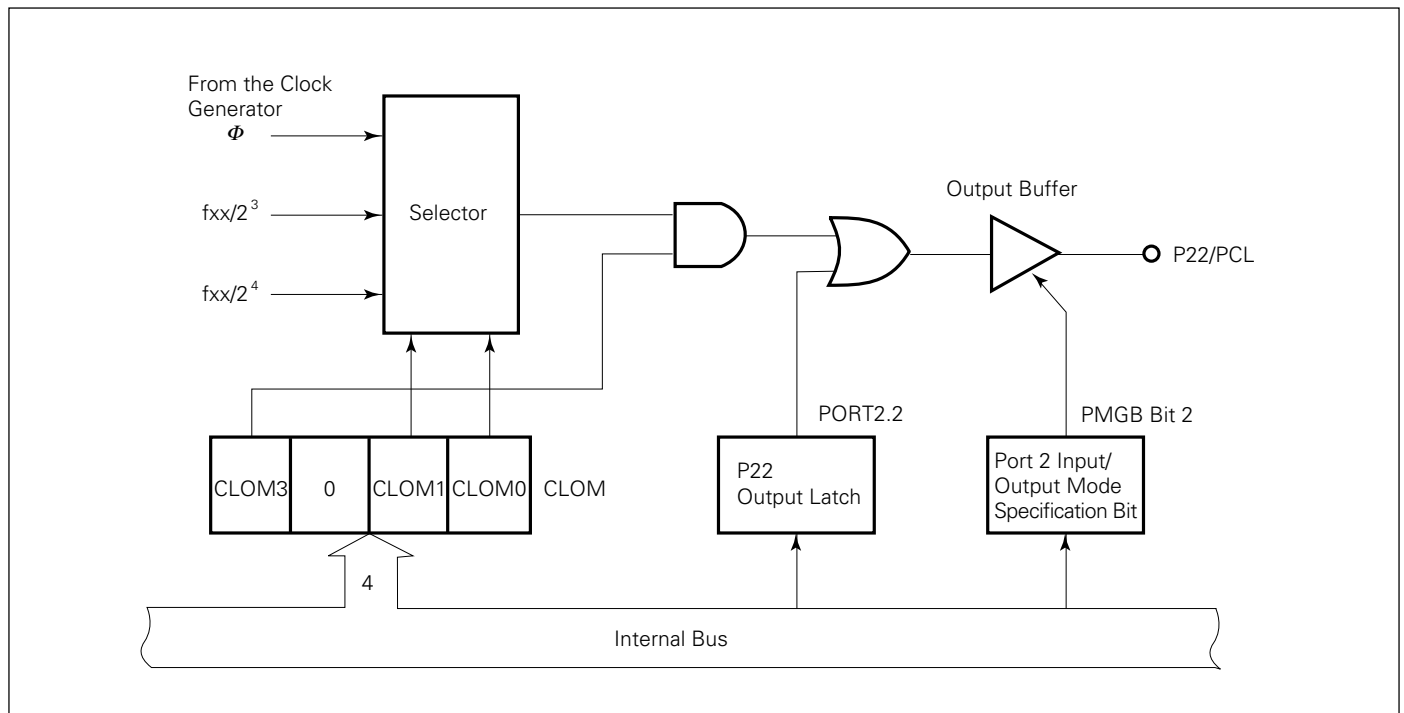 From the Clock
Generator
Φ
fxx/2³
fxx/2⁴
Selector
Output Buffer
P22/PCL
PORT2.2
PMGB Bit 2
CLOM3 0 CLOM1 CLOM0 CLOM
P22
Output Latch
Port 2 Input/
Output Mode
Specification Bit
4
Internal Bus